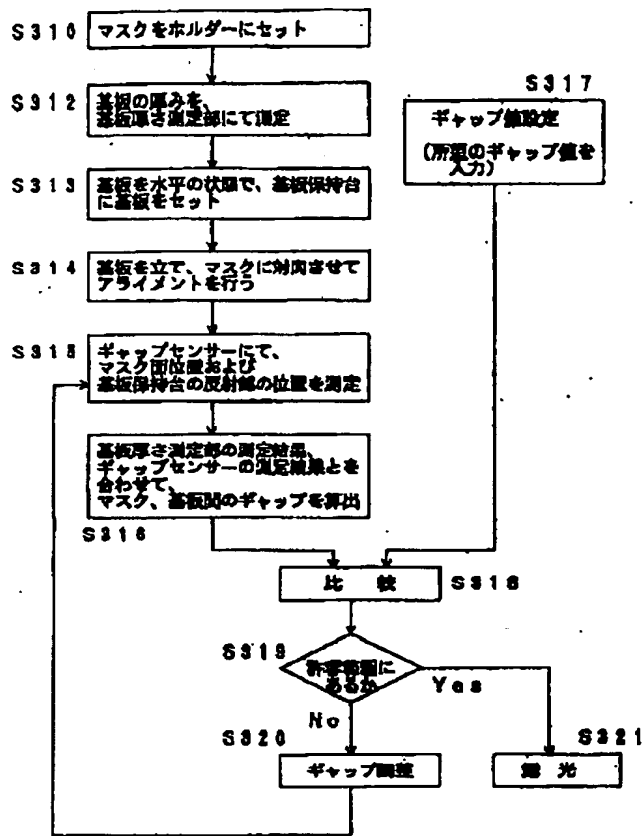 S310
マスクをホルダーにセット
S312
基板の厚みを、
基板厚さ測定部にて測定
S317
ギャップ値設定
(所望のギャップ値を
入力)
S313
基板を水平の状態で、基板保持台
に基板をセット
S314
基板を立て、マスクに対向させて
アライメントを行う
S315
ギャップセンサーにて、
マスク面位置および
基板保持台の反射部の位置を測定
基板厚さ測定部の測定結果、
ギャップセンサーの測定結果とを
合わせて、
マスク、基板間のギャップを算出
S316
比 較
S318
S319
許容範囲に
あるか
Yes
No
S320
ギャップ調整
S321
露 光